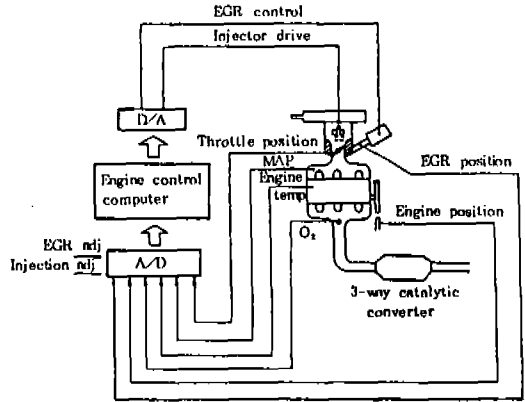 EGR control
Injector drive
D/A
Throttle position
MAP
EGR position
Engine control
computer
Engine
temp
Engine position
O₂
EGR adj
Injection adj
A/D
3-way catalytic
converter